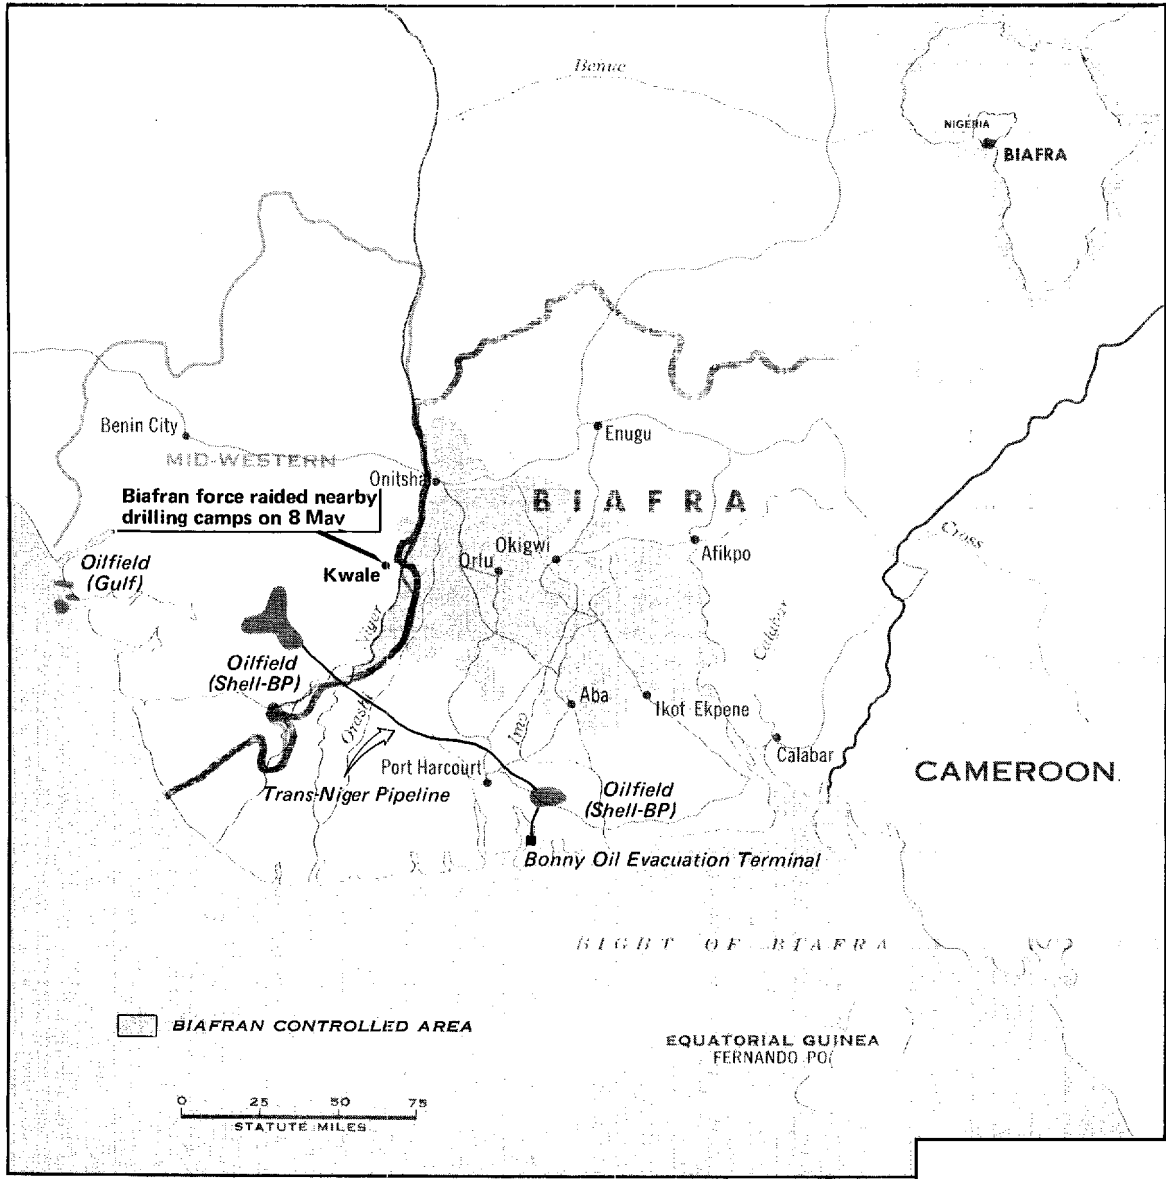 Benue
NIGERIA
BIAFRA
Benin City
Enugu
MID-WESTERN
Onitsha
BIAFRA
Biafran force raided nearby
drilling camps on 8 May
Cross
Okigwi
Afikpo
Orlu
Oilfield
(Gulf)
Kwale
Niger
Calabar
Oilfield
(Shell-BP)
Aba
Ikot Ekpene
Orashi
Imo
Calabar
Port Harcourt
CAMEROON
Trans-Niger Pipeline
Oilfield
(Shell-BP)
Bonny Oil Evacuation Terminal
BIGHT OF BIAFRA
BIAFRAN CONTROLLED AREA
EQUATORIAL GUINEA
FERNANDO PO
0 25 50 75
STATUTE MILES